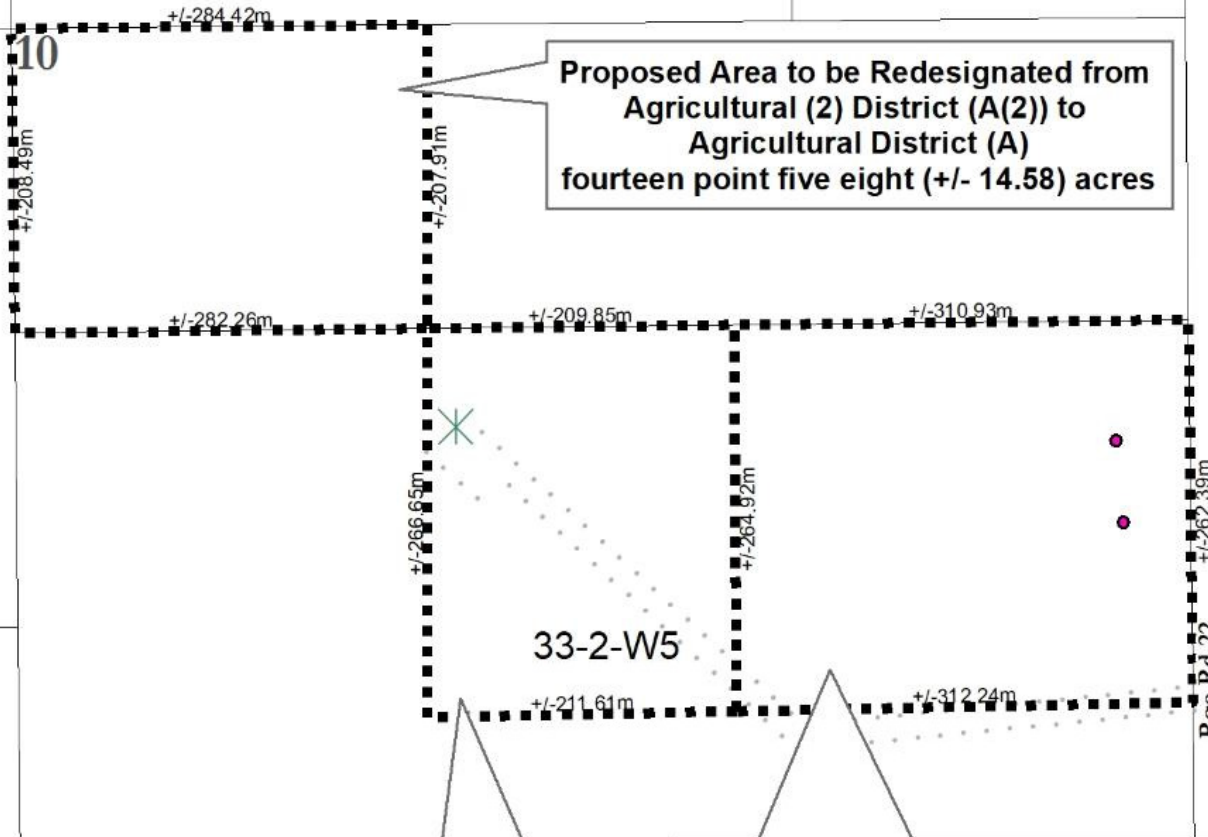 +/-284.42m
10
Proposed Area to be Redesignated from
Agricultural (2) District (A(2)) to
Agricultural District (A)
fourteen point five eight (+/- 14.58) acres
+/-208.49m
+/-207.91m
+/-282.26m
+/-209.85m
+/-310.93m
+/-266.65m
+/-264.92m
+/-262.39m
33-2-W5
+/-211.61m
+/-312.24m